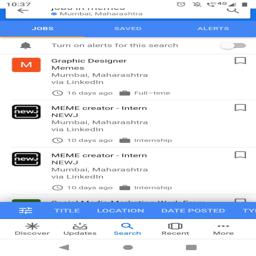 10:37
4G
jobs in memes
Mumbai, Maharashtra
JOBS SAVED ALERTS
Turn on alerts for this search
M
Graphic Designer
Memes
Mumbai, Maharashtra
via LinkedIn
16 days ago Full-time
new.
MEME creator - Intern
NEWJ
Mumbai, Maharashtra
via LinkedIn
10 days ago Internship
new.
MEME creator - Intern
NEWJ
Mumbai, Maharashtra
via LinkedIn
10 days ago Internship
TITLE LOCATION DATE POSTED TY
Discover Updates Search Recent More